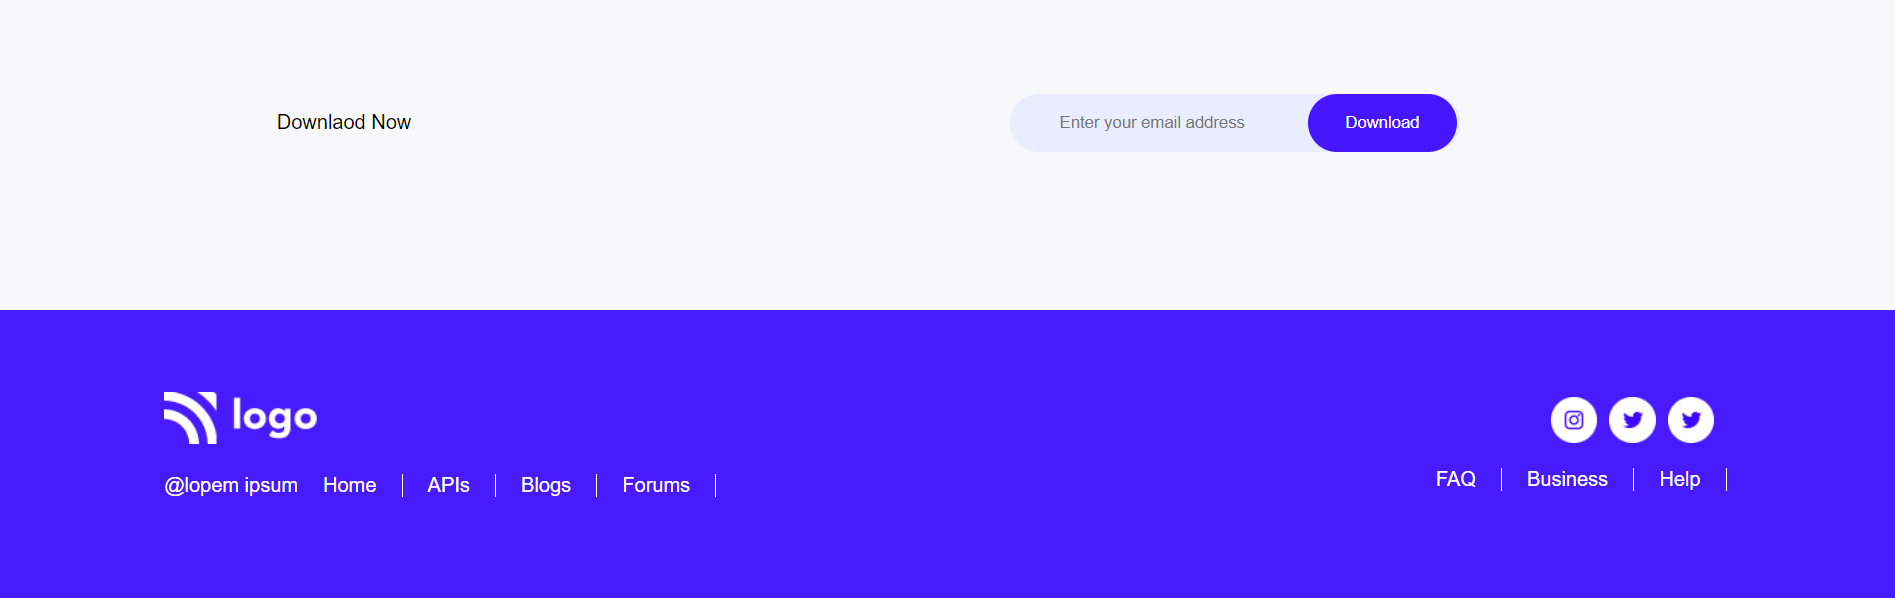 Downlaod Now
Enter your email address
Download
logo
@lopem ipsum Home APIs Blogs Forums
FAQ Business Help